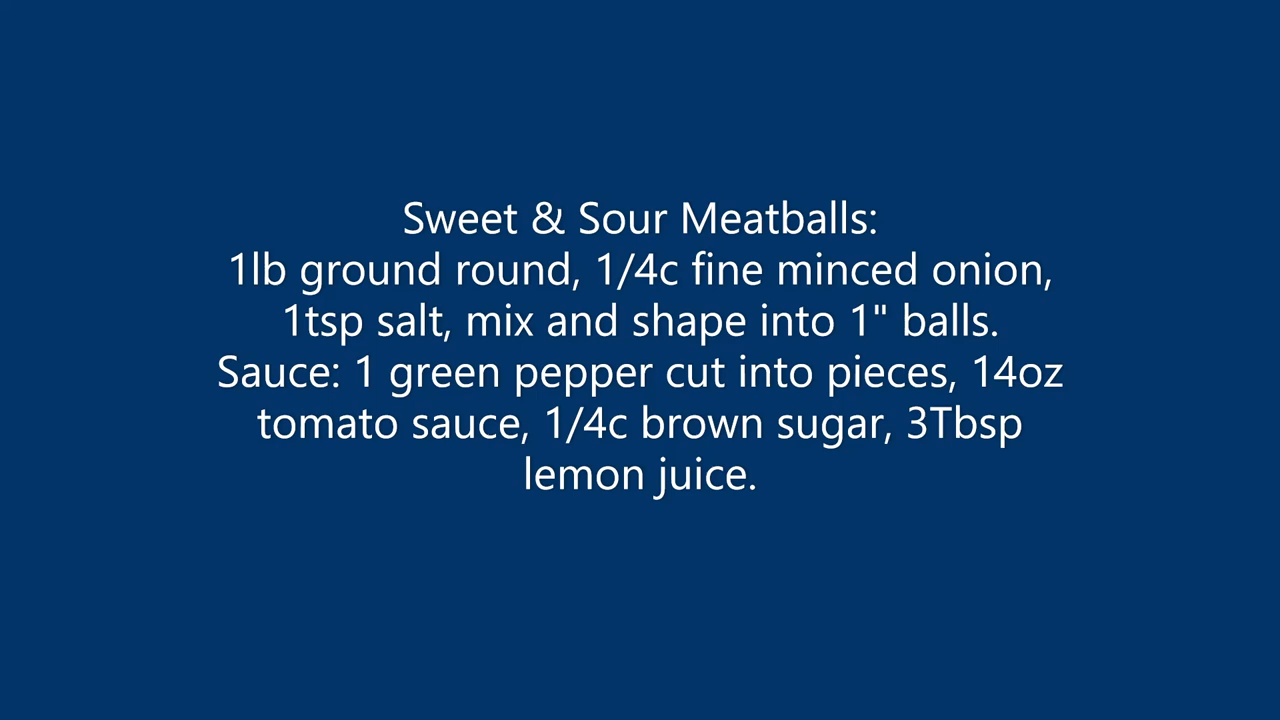 Sweet & Sour Meatballs:
1lb ground round, 1/4c fine minced onion,
1tsp salt, mix and shape into 1" balls.
Sauce: 1 green pepper cut into pieces, 14oz
tomato sauce, 1/4c brown sugar, 3Tbsp
lemon juice.